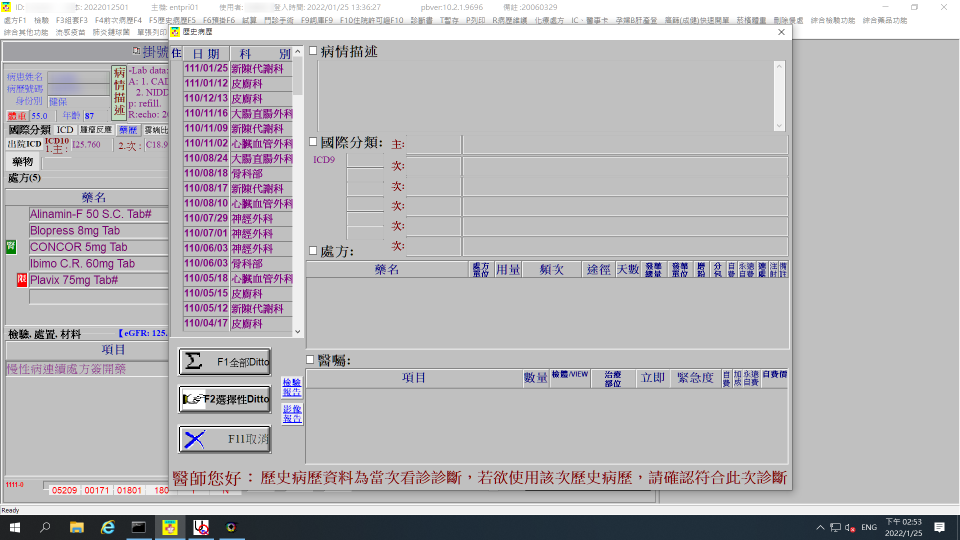 ID: 本: 2022012501 主檔: entpri01 使用者: 登入時間: 2022/01/25 13:36:27 pbver:10.2.1.9696 備註: 20060329
處方F1 檢驗 F3組套F3 F4前次病歷F4 F5歷史病歷F5 F6預掛F6 試算 門診手術 F9詞庫F9 F10住院許可證F10 診斷書 T暫存 P列印 R病歷維護 化療處方 IC﹒醫事卡 孕婦B肝產登 綜合檢驗功能 綜合藥品功能
綜合其他功能 流感疫苗 肺炎鏈球菌 單張列印
歷史病歷
掛號
病患姓名
病歷號碼
身份別 健保
體重 55.0 年齡 87
病情描述
-Lab data:
A: 1. CAD
2. NIDD
p: refill.
R:echo: 20
國際分類 ICD 腫瘤反應 藥歷 雲端比
出院ICD ICD10 1.主: I25.760 2.次: C18.9
藥物
處方(5)
藥名
Alinamin-F 50 S.C. Tab#
Blopress 8mg Tab
腎 CONCOR 5mg Tab
Ibimo C.R. 60mg Tab
限 Plavix 75mg Tab#
檢驗, 處置, 材料 【eGFR: 125.
項目
慢性病連續處方簽開藥
1111-0
05209 00171 01801 180 1 N
Ready
住 日 期 科 別
111/01/25 新陳代謝科
111/01/12 皮膚科
110/12/13 皮膚科
110/11/16 大腸直腸外科
110/11/09 新陳代謝科
110/11/02 心臟血管外科
110/08/24 大腸直腸外科
110/08/18 骨科部
110/08/17 新陳代謝科
110/08/10 心臟血管外科
110/07/29 神經外科
110/07/01 神經外科
110/06/03 神經外科
110/06/03 骨科部
110/05/18 心臟血管外科
110/05/15 皮膚科
110/05/12 新陳代謝科
110/04/17 皮膚科
F1全部Ditto
F2選擇性Ditto
F11取消
檢驗報告
影像報告
病情描述
國際分類: 主:
ICD9 次:
次:
次:
次:
次:
處方:
藥名 處方單位 用量 頻次 途徑 天數 發藥總量 發藥單位 磨粉 分包 自費 永遠自費 連處 注射 備註
醫囑:
項目 數量 檢體/VIEW 治療部位 立即 緊急度 自費 加成 永遠自費 自費價
醫師您好：歷史病歷資料為當次看診診斷，若欲使用該次歷史病歷，請確認符合此次診斷
ENG
下午 02:53
2022/1/25